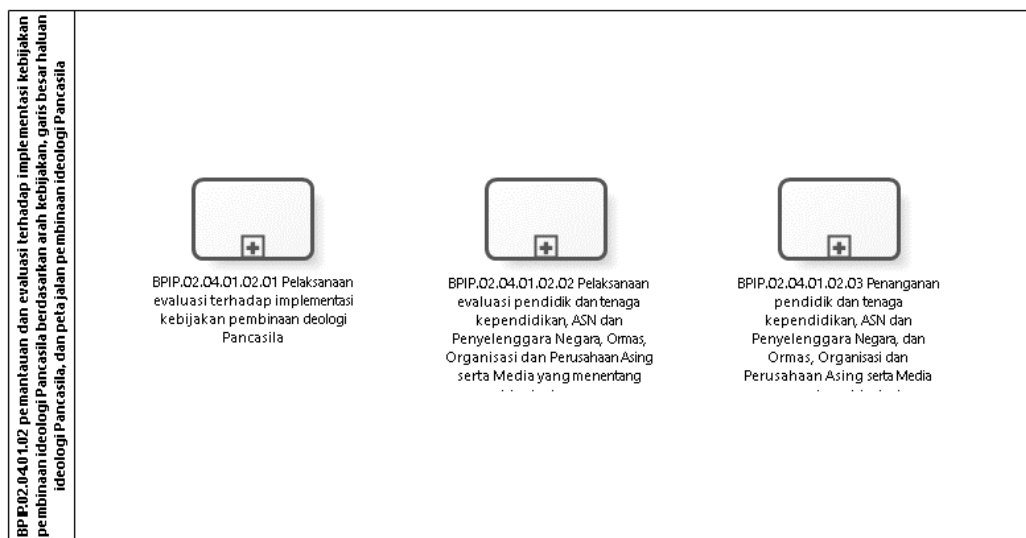 BPIP.02.04.01.02 pemantauan dan evaluasi terhadap implementasi kebijakan
pembinaan ideologi Pancasila berdasarkan arah kebijakan, garis besar haluan
ideologi Pancasila, dan peta jalan pembinaan ideologi Pancasila
BPIP.02.04.01.02.01 Pelaksanaan
evaluasi terhadap implementasi
kebijakan pembinaan deologi
Pancasila
BPIP.02.04.01.02.02 Pelaksanaan
evaluasi pendidik dan tenaga
kependidikan, ASN dan
Penyelenggara Negara, Ormas,
Organisasi dan Perusahaan Asing
serta Media yang menentang
BPIP.02.04.01.02.03 Penanganan
pendidik dan tenaga
kependidikan, ASN dan
Penyelenggara Negara, dan
Ormas, Organisasi dan
Perusahaan Asing serta Media